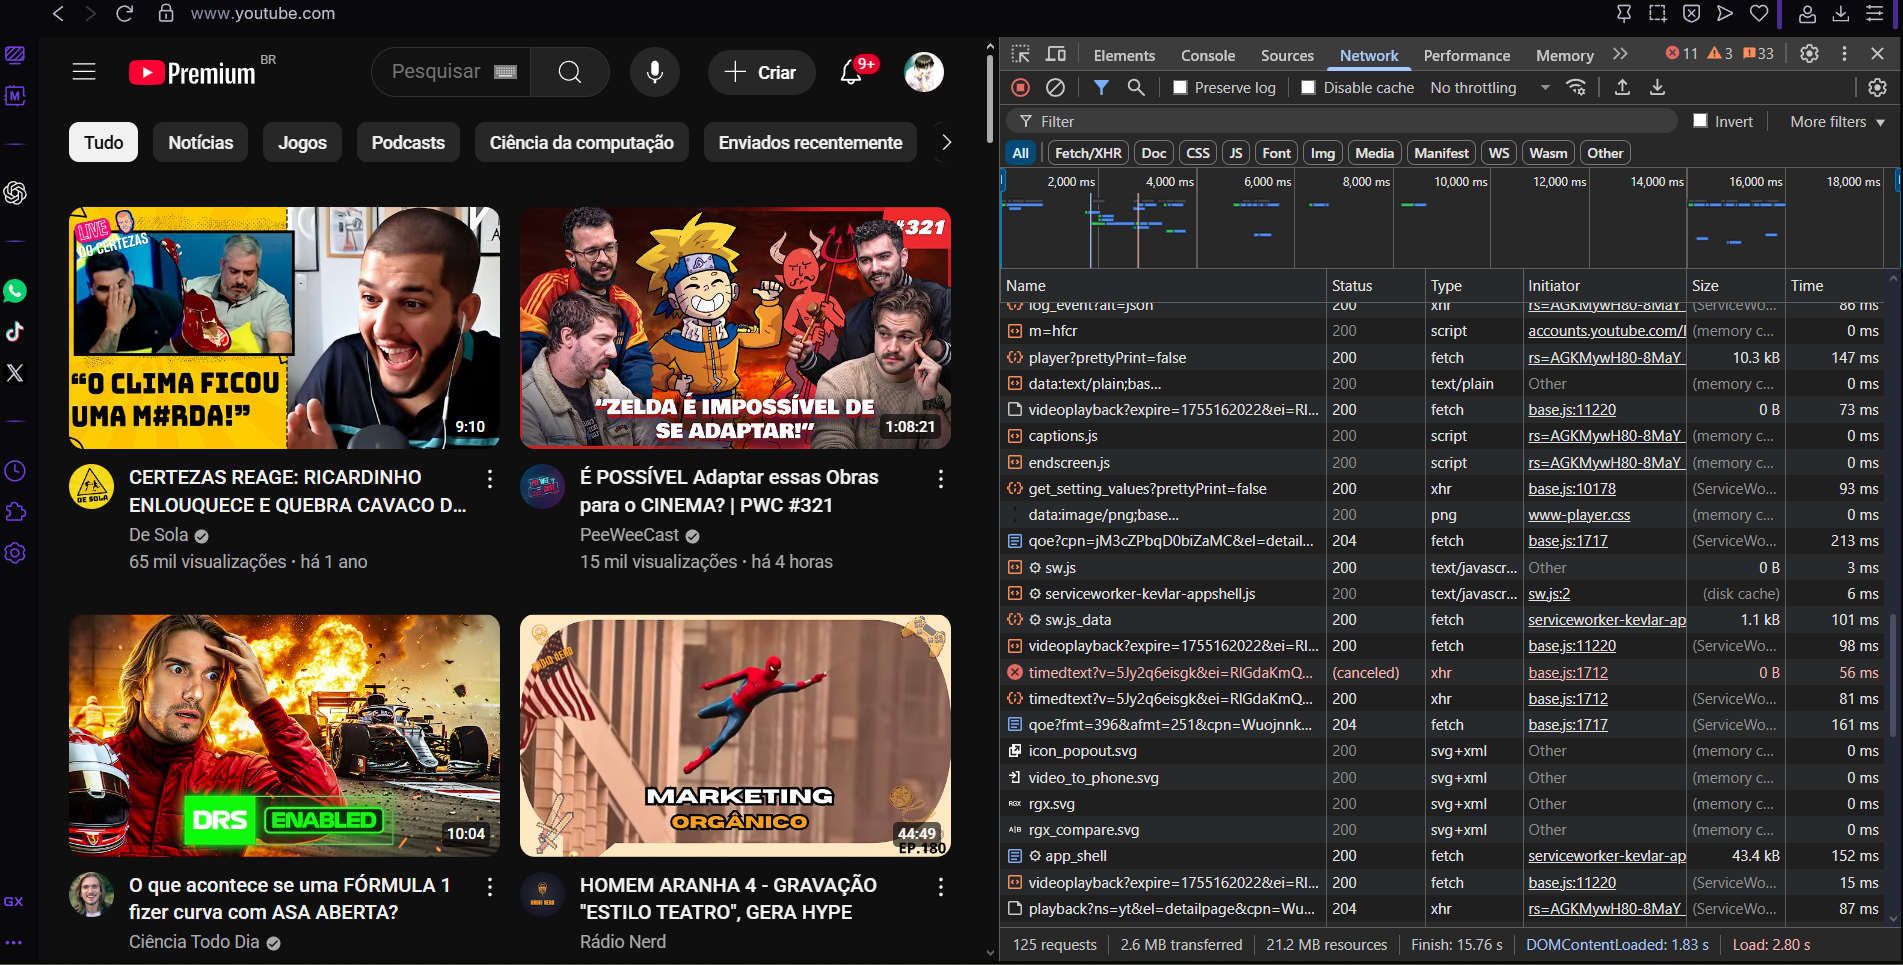 www.youtube.com
Premium BR
Pesquisar
Criar
9+
Tudo
Notícias
Jogos
Podcasts
Ciência da computação
Enviados recentemente
LIVE
DO CERTEZAS
“O CLIMA FICOU
UMA M#RDA!”
9:10
CERTEZAS REAGE: RICARDINHO
ENLOUQUECE E QUEBRA CAVACO D...
De Sola
65 mil visualizações • há 1 ano
#321
“ZELDA É IMPOSSÍVEL DE
SE ADAPTAR!”
1:08:21
É POSSÍVEL Adaptar essas Obras
para o CINEMA? | PWC #321
PeeWeeCast
15 mil visualizações • há 4 horas
DRS ENABLED
10:04
O que acontece se uma FÓRMULA 1
fizer curva com ASA ABERTA?
Ciência Todo Dia
RÁDIO NERD
MARKETING
ORGÂNICO
44:49
EP.180
HOMEM ARANHA 4 - GRAVAÇÃO
"ESTILO TEATRO", GERA HYPE
Rádio Nerd
GX
Elements Console Sources Network Performance Memory 11 3 33
Preserve log Disable cache No throttling
Filter Invert More filters
All Fetch/XHR Doc CSS JS Font Img Media Manifest WS Wasm Other
2,000 ms 4,000 ms 6,000 ms 8,000 ms 10,000 ms 12,000 ms 14,000 ms 16,000 ms 18,000 ms
Name Status Type Initiator Size Time
log_event?alt=json 200 xhr rs=AGKMywH80-8MaY (ServiceWo... 86 ms
m=hfcr 200 script accounts.youtube.com/ (memory c... 0 ms
player?prettyPrint=false 200 fetch rs=AGKMywH80-8MaY 10.3 kB 147 ms
data:text/plain;bas... 200 text/plain Other (memory c... 0 ms
videoplayback?expire=1755162022&ei=RI... 200 fetch base.js:11220 0 B 73 ms
captions.js 200 script rs=AGKMywH80-8MaY (memory c... 0 ms
endscreen.js 200 script rs=AGKMywH80-8MaY (memory c... 0 ms
get_setting_values?prettyPrint=false 200 xhr base.js:10178 (ServiceWo... 93 ms
data:image/png;base... 200 png www-player.css (memory c... 0 ms
qoe?cpn=jM3cZPbqD0biZaMC&el=detail... 204 fetch base.js:1717 (ServiceWo... 213 ms
sw.js 200 text/javascr... Other 0 B 3 ms
serviceworker-kevlar-appshell.js 200 text/javascr... sw.js:2 (disk cache) 6 ms
sw.js_data 200 fetch serviceworker-kevlar-ap 1.1 kB 101 ms
videoplayback?expire=1755162022&ei=RI... 200 fetch base.js:11220 (ServiceWo... 98 ms
timedtext?v=5Jy2q6eisgk&ei=RIGdaKmQ... (canceled) xhr base.js:1712 0 B 56 ms
timedtext?v=5Jy2q6eisgk&ei=RIGdaKmQ... 200 xhr base.js:1712 (ServiceWo... 81 ms
qoe?fmt=396&afmt=251&cpn=Wuojnnk... 204 fetch base.js:1717 (ServiceWo... 161 ms
icon_popout.svg 200 svg+xml Other (memory c... 0 ms
video_to_phone.svg 200 svg+xml Other (memory c... 0 ms
rgx.svg 200 svg+xml Other (memory c... 0 ms
rgx_compare.svg 200 svg+xml Other (memory c... 0 ms
app_shell 200 fetch serviceworker-kevlar-ap 43.4 kB 152 ms
videoplayback?expire=1755162022&ei=RI... 200 fetch base.js:11220 (ServiceWo... 15 ms
playback?ns=yt&el=detailpage&cpn=Wu... 204 xhr rs=AGKMywH80-8MaY (ServiceWo... 87 ms
125 requests 2.6 MB transferred 21.2 MB resources Finish: 15.76 s DOMContentLoaded: 1.83 s Load: 2.80 s